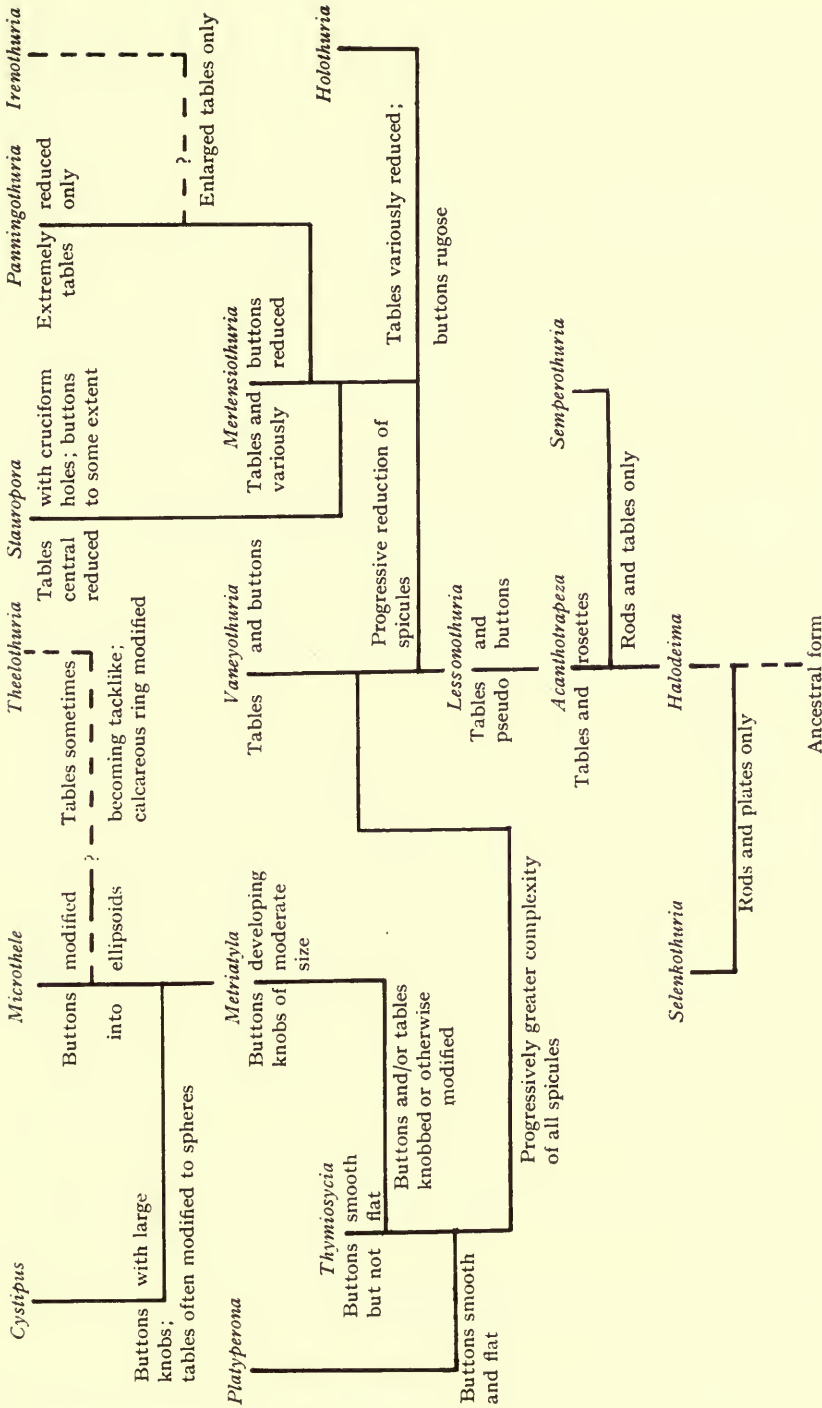 Cystipus
Microthele
Theelothuria
Stauropora
Panningothuria
Irenothuria
Buttons with large
knobs;
tables often modified to spheres
Buttons modified
into ellipsoids
?
Tables sometimes
becoming tacklike;
calcareous ring modified
Tables with cruciform
central holes; buttons
reduced to some extent
Extremely reduced
tables only
?
Enlarged tables only
Platyperona
Thymiosycia
Metriatyla
Vaneyothuria
Mertensiothuria
Holothuria
Buttons smooth
but not flat
Buttons developing
knobs of moderate
size
Tables and buttons
Tables and buttons
variously reduced
Buttons smooth
and flat
Buttons and/or tables
knobbed or otherwise
modified
Progressive reduction of
spicules
Tables variously reduced;
buttons rugose
Progressively greater complexity
of all spicules
Lessonothuria
Tables and
pseudo buttons
Acanthotrapeza
Semperothuria
Tables and rosettes
Rods and tables only
Selenkothuria
Halodeima
Rods and plates only
Ancestral form